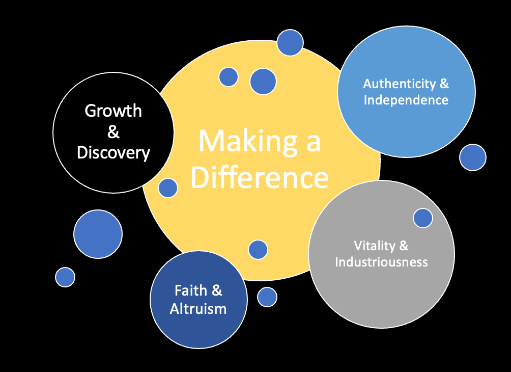 Making a
Difference
Growth
&
Discovery
Authenticity &
Independence
Vitality &
Industriousness
Faith &
Altruism